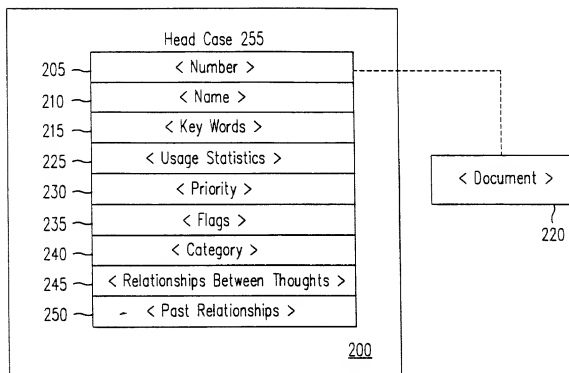 Head Case 255
205 < Number >
210 < Name >
215 < Key Words >
225 < Usage Statistics >
230 < Priority >
235 < Flags >
240 < Category >
245 < Relationships Between Thoughts >
250 < Past Relationships >
200
< Document >
220